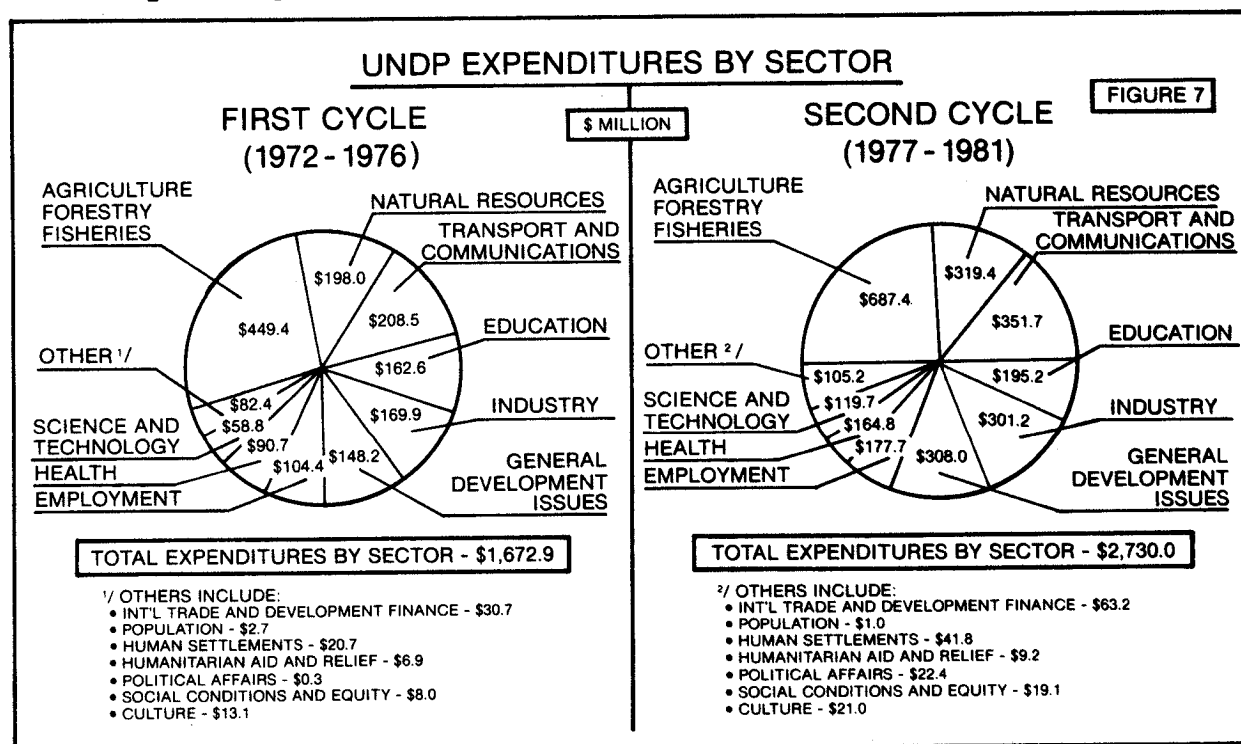 UNDP EXPENDITURES BY SECTOR
FIGURE 7
$ MILLION
FIRST CYCLE
(1972 - 1976)
AGRICULTURE
FORESTRY
FISHERIES
NATURAL RESOURCES
TRANSPORT AND
COMMUNICATIONS
EDUCATION
INDUSTRY
GENERAL
DEVELOPMENT
ISSUES
OTHER 1/
SCIENCE AND
TECHNOLOGY
HEALTH
EMPLOYMENT
$198.0
$449.4
$208.5
$162.6
$169.9
$82.4
$58.8
$90.7
$104.4
$148.2
TOTAL EXPENDITURES BY SECTOR - $1,672.9
1/ OTHERS INCLUDE:
• INT'L TRADE AND DEVELOPMENT FINANCE - $30.7
• POPULATION - $2.7
• HUMAN SETTLEMENTS - $20.7
• HUMANITARIAN AID AND RELIEF - $6.9
• POLITICAL AFFAIRS - $0.3
• SOCIAL CONDITIONS AND EQUITY - $8.0
• CULTURE - $13.1
SECOND CYCLE
(1977 - 1981)
AGRICULTURE
FORESTRY
FISHERIES
NATURAL RESOURCES
TRANSPORT AND
COMMUNICATIONS
EDUCATION
INDUSTRY
GENERAL
DEVELOPMENT
ISSUES
OTHER 2/
SCIENCE AND
TECHNOLOGY
HEALTH
EMPLOYMENT
$319.4
$687.4
$351.7
$195.2
$301.2
$105.2
$119.7
$164.8
$177.7
$308.0
TOTAL EXPENDITURES BY SECTOR - $2,730.0
2/ OTHERS INCLUDE:
• INT'L TRADE AND DEVELOPMENT FINANCE - $63.2
• POPULATION - $1.0
• HUMAN SETTLEMENTS - $41.8
• HUMANITARIAN AID AND RELIEF - $9.2
• POLITICAL AFFAIRS - $22.4
• SOCIAL CONDITIONS AND EQUITY - $19.1
• CULTURE - $21.0